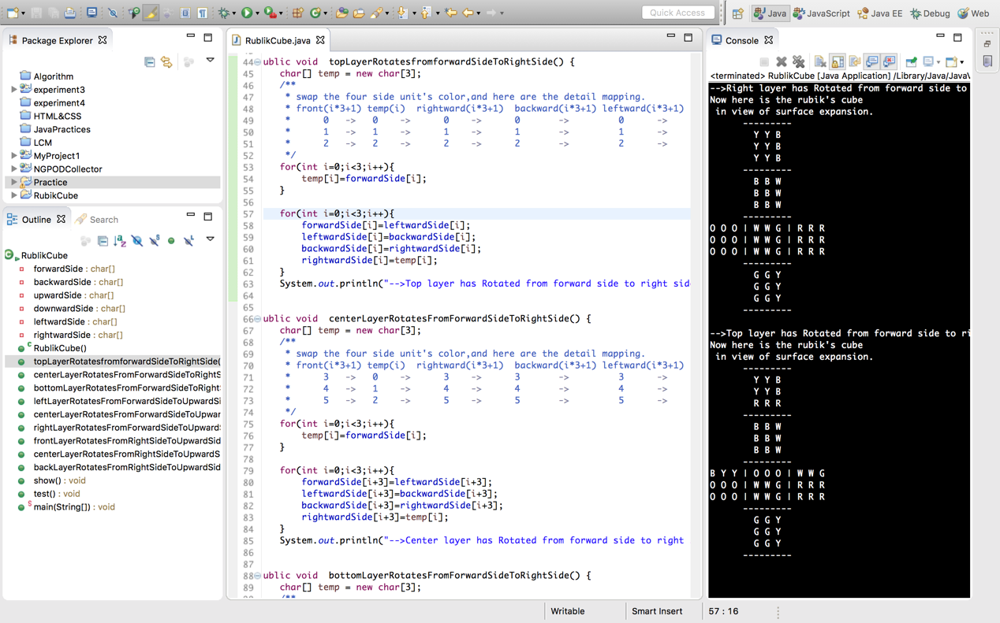 Quick Access
Java
JavaScript
Java EE
Debug
Web
Package Explorer
Algorithm
experiment3
experiment4
HTML&CSS
JavaPractices
LCM
MyProject1
NGPODCollector
Practice
RubikCube
Outline
Search
RublikCube
forwardSide : char[]
backwardSide : char[]
upwardSide : char[]
downwardSide : char[]
leftwardSide : char[]
rightwardSide : char[]
RublikCube()
topLayerRotatesfromforwardSideToRightSide(
centerLayerRotatesFromForwardSideToRightS
bottomLayerRotatesFromForwardSideToRight
leftLayerRotatesFromForwardSideToUpwardSi
centerLayerRotatesFromForwardSideToUpwar
rightLayerRotatesFromForwardSideToUpward
frontLayerRotatesFromRightSideToUpwardSid
centerLayerRotatesFromRightSideToUpwardS
backLayerRotatesFromRightSideToUpwardSid
show() : void
test() : void
main(String[]) : void
RublikCube.java
44 ublic void  topLayerRotatesfromforwardSideToRightSide() {
45    char[] temp = new char[3];
46    /**
47     * swap the four side unit's color,and here are the detail mapping.
48     * front(i*3+1) temp(i)  rightward(i*3+1)  backward(i*3+1) leftward(i*3+1)
49     *      0   ->   0    ->      0    ->      0       ->         0      ->
50     *      1   ->   1    ->      1    ->      1       ->         1      ->
51     *      2   ->   2    ->      2    ->      2       ->         2      ->
52     */
53    for(int i=0;i<3;i++){
54        temp[i]=forwardSide[i];
55    }
56
57    for(int i=0;i<3;i++){
58        forwardSide[i]=leftwardSide[i];
59        leftwardSide[i]=backwardSide[i];
60        backwardSide[i]=rightwardSide[i];
61        rightwardSide[i]=temp[i];
62    }
63    System.out.println("-->Top layer has Rotated from forward side to right sid
64
65
66 ublic void  centerLayerRotatesFromForwardSideToRightSide() {
67    char[] temp = new char[3];
68    /**
69     * swap the four side unit's color,and here are the detail mapping.
70     * front(i*3+1) temp(i)  rightward(i*3+1)  backward(i*3+1) leftward(i*3+1)
71     *      3   ->   0    ->      3    ->      3       ->         3      ->
72     *      4   ->   1    ->      4    ->      4       ->         4      ->
73     *      5   ->   2    ->      5    ->      5       ->         5      ->
74     */
75    for(int i=0;i<3;i++){
76        temp[i]=forwardSide[i];
77    }
78
79    for(int i=0;i<3;i++){
80        forwardSide[i+3]=leftwardSide[i+3];
81        leftwardSide[i+3]=backwardSide[i+3];
82        backwardSide[i+3]=rightwardSide[i+3];
83        rightwardSide[i+3]=temp[i];
84    }
85    System.out.println("-->Center layer has Rotated from forward side to right
86
87
88 ublic void  bottomLayerRotatesFromForwardSideToRightSide() {
89    char[] temp = new char[3];
/**
Console
<terminated> RublikCube [Java Application] /Library/Java/JavaV
-->Right layer has Rotated from forward side to
Now here is the rubik's cube
 in view of surface expansion.
---------
Y Y B
Y Y B
Y Y B
---------
B B W
B B W
B B W
---------
O O O | W W G | R R R
O O O | W W G | R R R
O O O | W W G | R R R
---------
G G Y
G G Y
G G Y
---------
-->Top layer has Rotated from forward side to ri
Now here is the rubik's cube
 in view of surface expansion.
---------
Y Y B
Y Y B
R R R
---------
B B W
B B W
B B W
---------
B Y Y | O O O | W W G
O O O | W W G | R R R
O O O | W W G | R R R
---------
G G Y
G G Y
G G Y
---------
Writable
Smart Insert
57 : 16